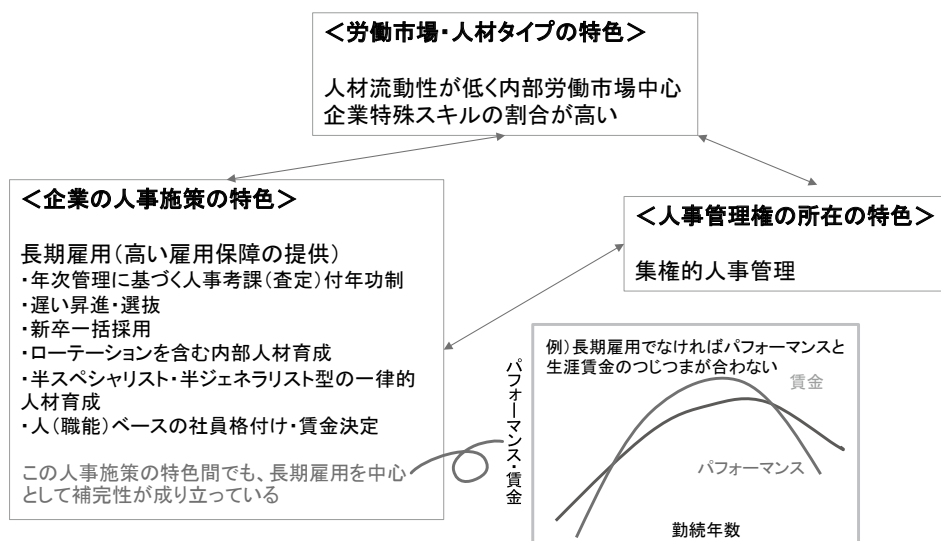 ＜労働市場・人材タイプの特色＞
人材流動性が低く内部労働市場中心
企業特殊スキルの割合が高い
＜企業の人事施策の特色＞
長期雇用（高い雇用保障の提供）
・年次管理に基づく人事考課（査定）付年功制
・遅い昇進・選抜
・新卒一括採用
・ローテーションを含む内部人材育成
・半スペシャリスト・半ジェネラリスト型の一律的
人材育成
・人（職能）ベースの社員格付け・賃金決定
この人事施策の特色間でも、長期雇用を中心
として補完性が成り立っている
＜人事管理権の所在の特色＞
集権的人事管理
例）長期雇用でなければパフォーマンスと
生涯賃金のつじつまが合わない
賃金
パフォーマンス
パフォーマンス・賃金
勤続年数